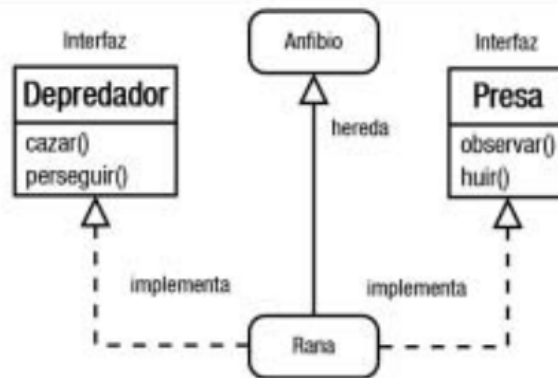 Interfaz
Anfibio
Interfaz
Depredador
Presa
hereda
cazar()
perseguir()
observar()
huir()
implementa
implementa
Rana